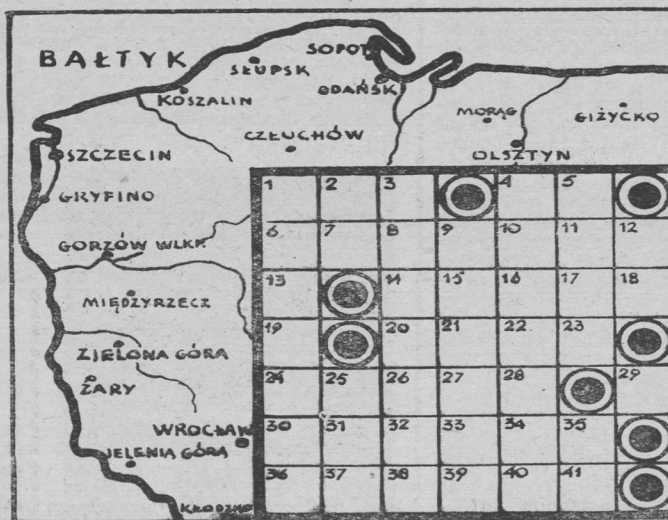 BAŁTYK
SOPOT
SŁUPSK
GDAŃSK
KOSZALIN
MORĄG
GIŻYCKO
CZŁUCHÓW
SZCZECIN
OLSZTYN
GRYFINO
1 2 3 4 5
GORZÓW WLKP.
6 7 8 9 10 11 12
MIĘDZYRZECZ
13 14 15 16 17 18
ZIELONA GÓRA
19 20 21 22 23
ŻARY
24 25 26 27 28 29
WROCŁAW
30 31 32 33 34 35
JELENIA GÓRA
36 37 38 39 40 41
KŁODZKO